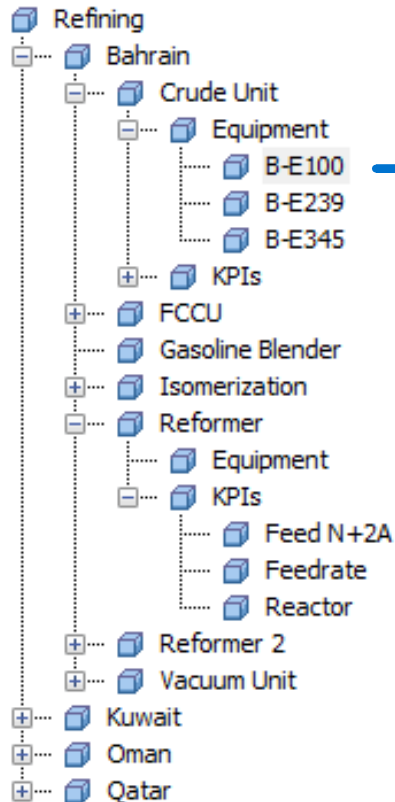 Refining
Bahrain
Crude Unit
Equipment
B-E100
B-E239
B-E345
KPIs
FCCU
Gasoline Blender
Isomerization
Reformer
Equipment
KPIs
Feed N+2A
Feedrate
Reactor
Reformer 2
Vacuum Unit
Kuwait
Oman
Qatar